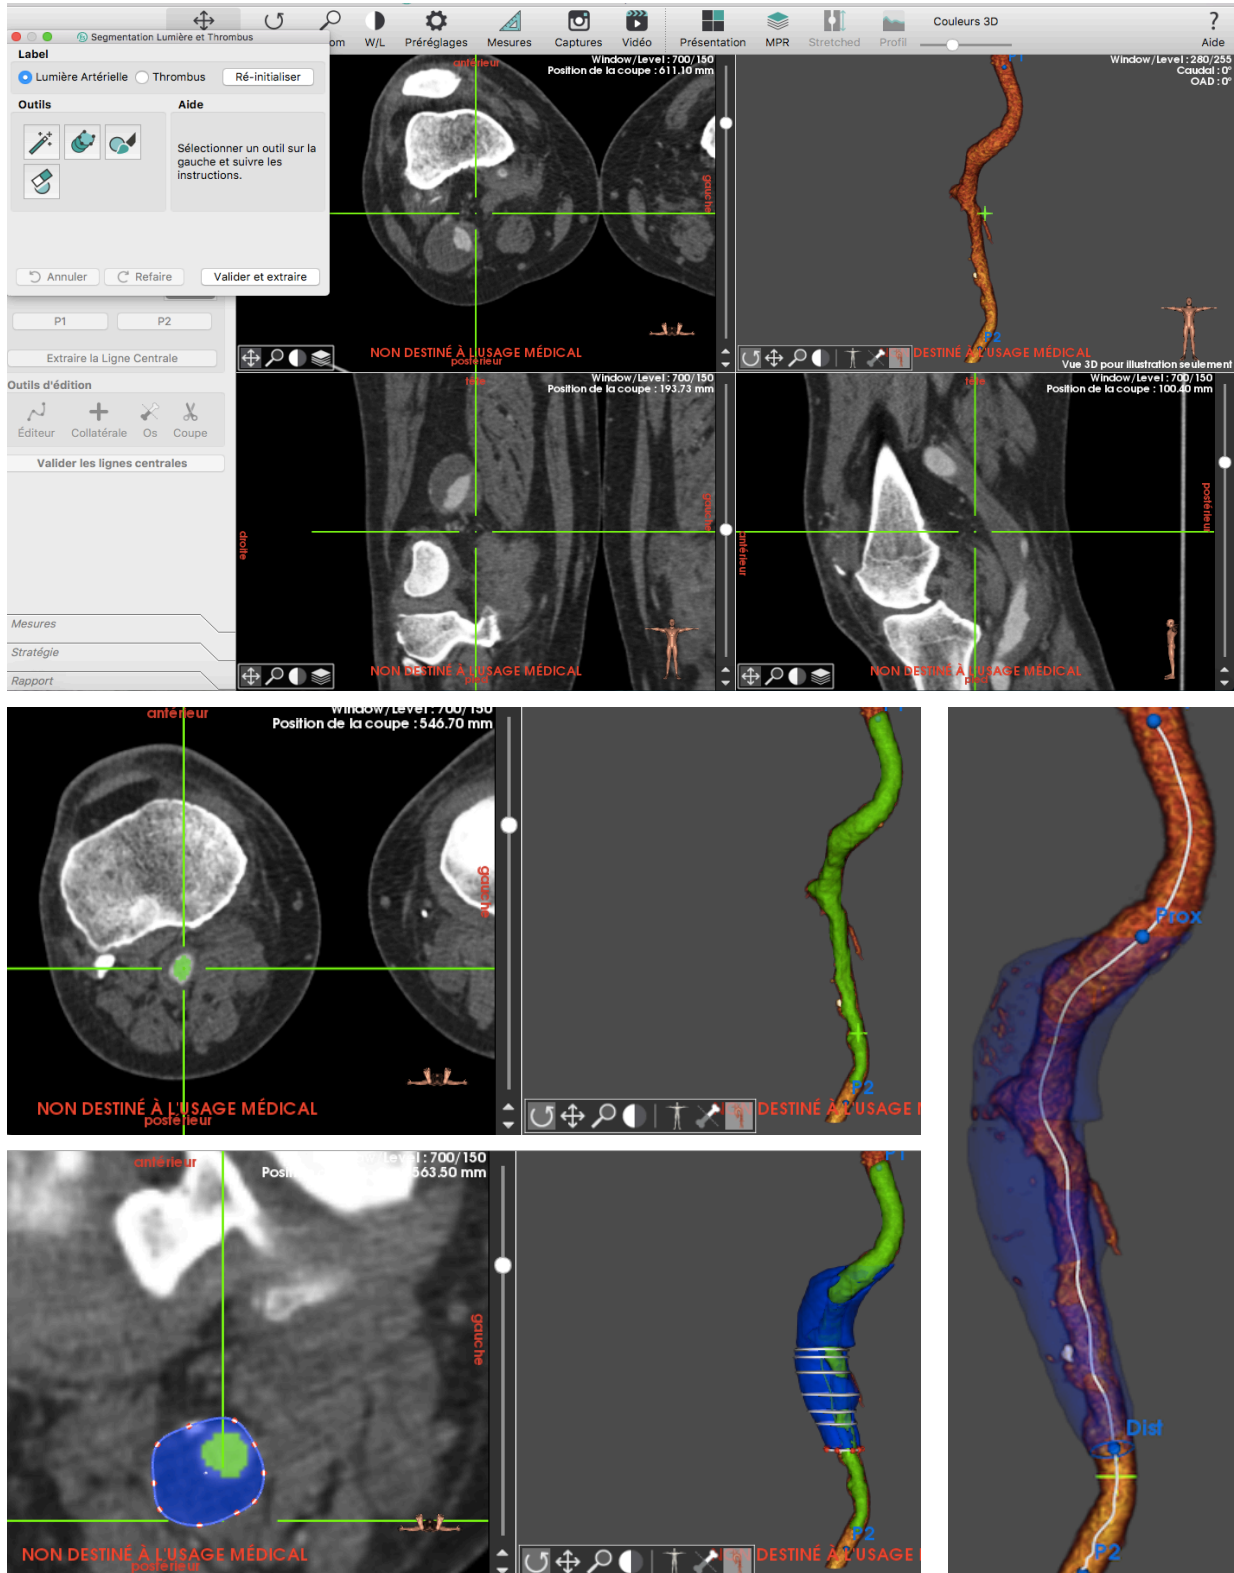 Segmentation Lumière et Thrombus
Label
Lumière Artérielle
Thrombus
Ré-initialiser
Outils
Aide
Sélectionner un outil sur la
gauche et suivre les
instructions.
Annuler
Refaire
Valider et extraire
om
W/L
Préréglages
Mesures
Captures
Vidéo
Présentation
MPR
Stretched
Profil
Couleurs 3D
?
Aide
P1
P2
Extraire la Ligne Centrale
Outils d'édition
Éditeur
Collatérale
Os
Coupe
Valider les lignes centrales
Mesures
Stratégie
Rapport
antérieur
Window/Level : 700/150
Position de la coupe : 611.10 mm
gauche
NON DESTINÉ À L'USAGE MÉDICAL
postérieur
P1
Window/Level : 280/255
Caudal : 0°
OAD : 0°
P2
DESTINÉ À L'USAGE MÉDICAL
Vue 3D pour illustration seulement
tête
Window/Level : 700/150
Position de la coupe : 193.73 mm
droite
gauche
NON DESTINÉ À L'USAGE MÉDICAL
pied
tête
Window/Level : 700/150
Position de la coupe : 100.40 mm
antérieur
postérieur
NON DESTINÉ À L'USAGE MÉDICAL
pied
antérieur
Window/Level : 700/150
Position de la coupe : 546.70 mm
gauche
NON DESTINÉ À L'USAGE MÉDICAL
postérieur
P2
DESTINÉ À L'USAGE
Prox
Dist
P2
antérieur
Level : 700/150
563.50 mm
gauche
NON DESTINÉ À L'USAGE MÉDICAL
postérieur
P1
P2
DESTINÉ À L'USAGE